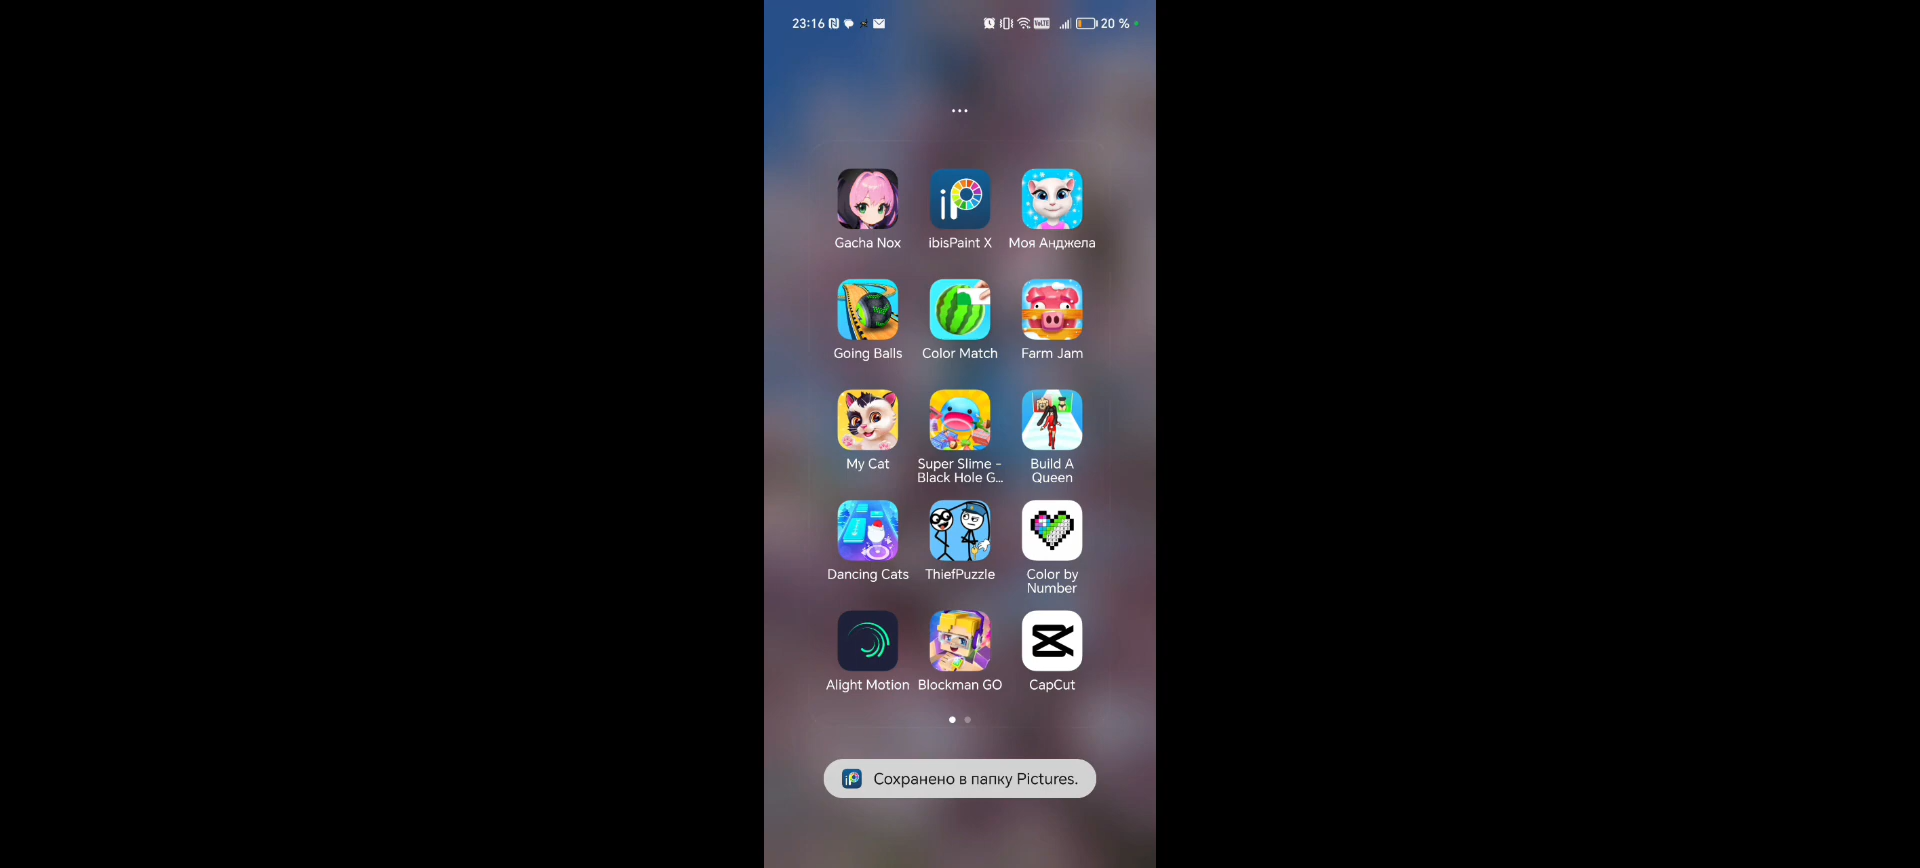 23:16
20 %
...
Gacha Nox
ibisPaint X
Моя Анджела
Going Balls
Color Match
Farm Jam
My Cat
Super Slime -
Black Hole G...
Build A
Queen
Dancing Cats
ThiefPuzzle
Color by
Number
Alight Motion
Blockman GO
CapCut
Сохранено в папку Pictures.